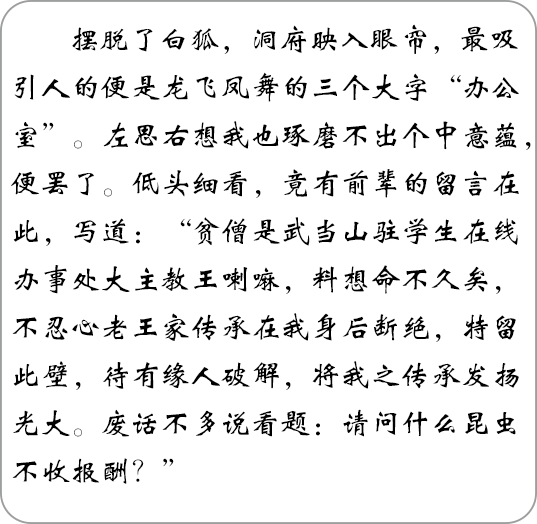 摆脱了白狐，洞府映入眼帘，最吸
引人的便是龙飞凤舞的三个大字“办公
室”。左思右想我也琢磨不出个中意蕴，
便罢了。低头细看，竟有前辈的留言在
此，写道：“贫僧是武当山驻学生在线
办事处大主教王喇嘛，料想命不久矣，
不忍心老王家传承在我身后断绝，特留
此壁，待有缘人破解，将我之传承发扬
光大。废话不多说看题：请问什么昆虫
不收报酬？”